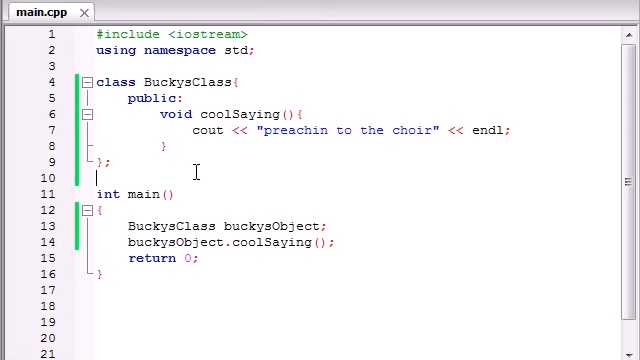 main.cpp
1 #include <iostream>
2 using namespace std;
3
4 class BuckysClass{
5 public:
6 void coolSaying(){
7 cout << "preachin to the choir" << endl;
8 }
9 };
10
11 int main()
12 {
13 BuckysClass buckysObject;
14 buckysObject.coolSaying();
15 return 0;
16 }
17
18
19
20
21